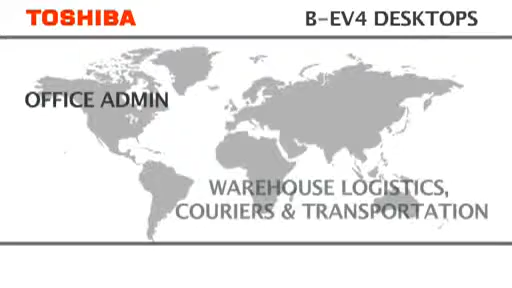 TOSHIBA
B-EV4 DESKTOPS
OFFICE ADMIN
WAREHOUSE LOGISTICS,
COURIERS & TRANSPORTATION